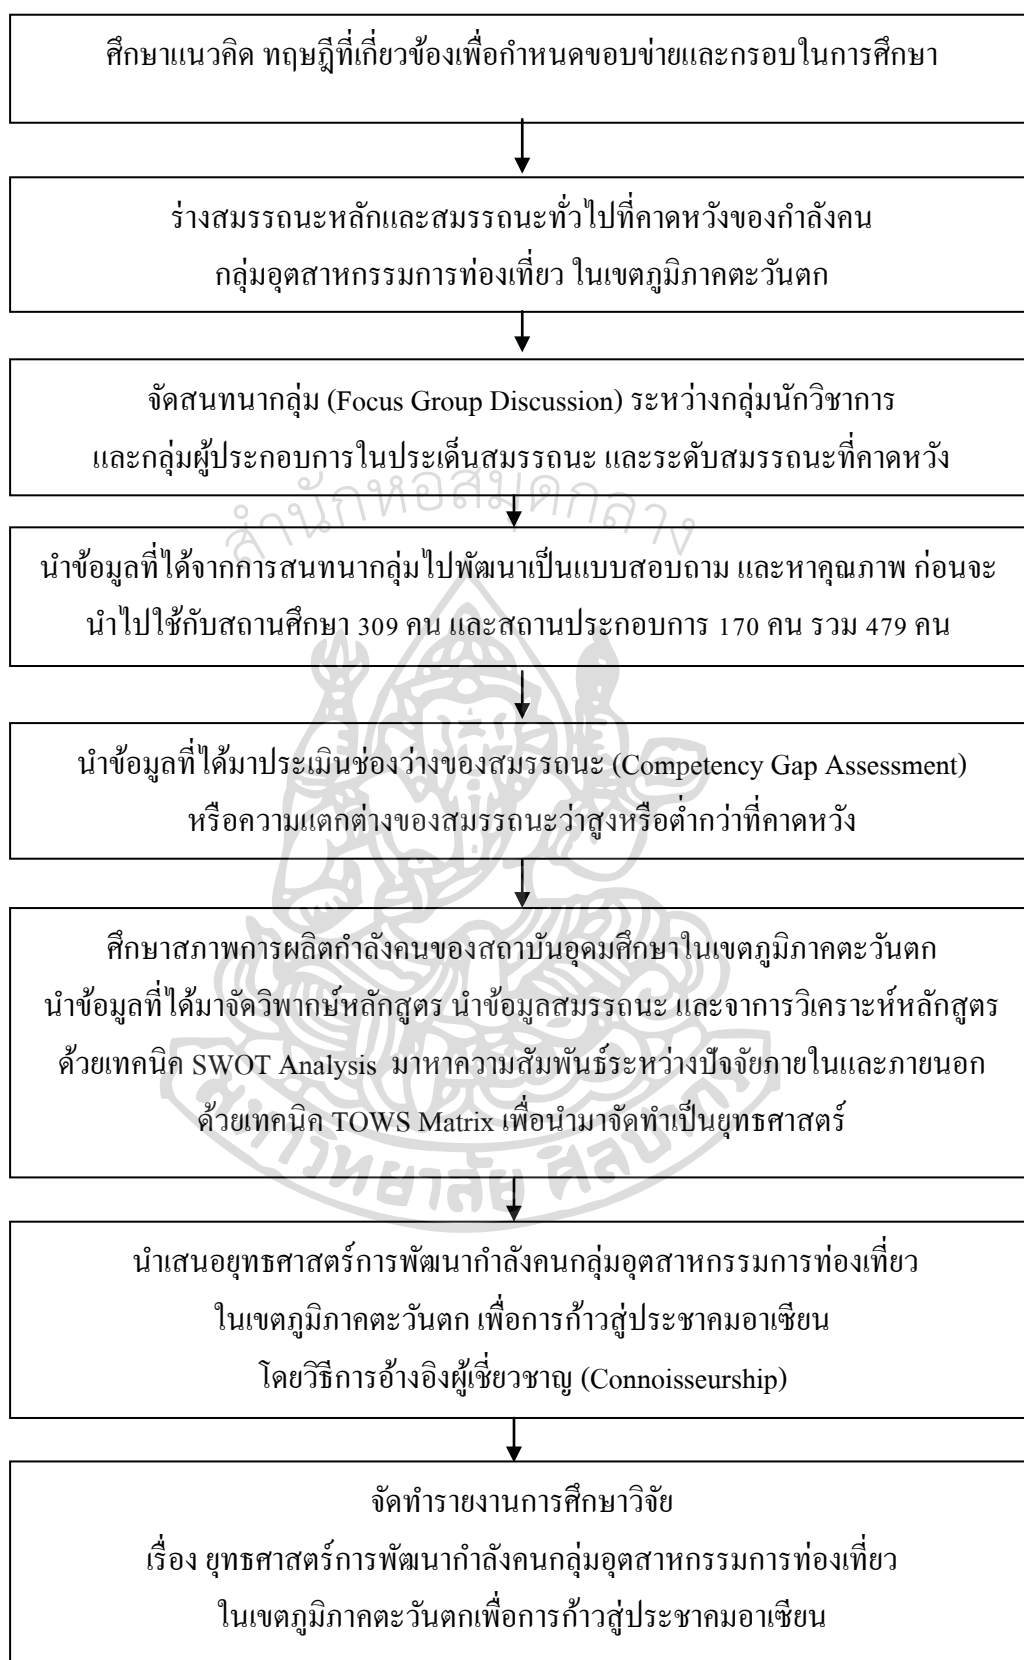 ศึกษาแนวคิด ทฤษฎีที่เกี่ยวข้องเพื่อกำหนดขอบข่ายและกรอบในการศึกษา
ร่างสมรรถนะหลักและสมรรถนะทั่วไปที่คาดหวังของกำลังคน
กลุ่มอุตสาหกรรมการท่องเที่ยว ในเขตภูมิภาคตะวันตก
จัดสนทนากลุ่ม (Focus Group Discussion) ระหว่างกลุ่มนักวิชาการ
และกลุ่มผู้ประกอบการในประเด็นสมรรถนะ และระดับสมรรถนะที่คาดหวัง
สำนักหอสมุดกลาง
นำข้อมูลที่ได้จากการสนทนากลุ่มไปพัฒนาเป็นแบบสอบถาม และหาคุณภาพ ก่อนจะ
นำไปใช้กับสถานศึกษา 309 คน และสถานประกอบการ 170 คน รวม 479 คน
นำข้อมูลที่ได้มาประเมินช่องว่างของสมรรถนะ (Competency Gap Assessment)
หรือความแตกต่างของสมรรถนะว่าสูงหรือต่ำกว่าที่คาดหวัง
ศึกษาสภาพการผลิตกำลังคนของสถาบันอุดมศึกษาในเขตภูมิภาคตะวันตก
นำข้อมูลที่ได้มาจัดวิพากษ์หลักสูตร นำข้อมูลสมรรถนะ และจาการวิเคราะห์หลักสูตร
ด้วยเทคนิค SWOT Analysis มาหาความสัมพันธ์ระหว่างปัจจัยภายในและภายนอก
ด้วยเทคนิค TOWS Matrix เพื่อนำมาจัดทำเป็นยุทธศาสตร์
มหาวิทยาลัย ศิลปากร
นำเสนอยุทธศาสตร์การพัฒนากำลังคนกลุ่มอุตสาหกรรมการท่องเที่ยว
ในเขตภูมิภาคตะวันตก เพื่อการก้าวสู่ประชาคมอาเซียน
โดยวิธีการอ้างอิงผู้เชี่ยวชาญ (Connoisseurship)
จัดทำรายงานการศึกษาวิจัย
เรื่อง ยุทธศาสตร์การพัฒนากำลังคนกลุ่มอุตสาหกรรมการท่องเที่ยว
ในเขตภูมิภาคตะวันตกเพื่อการก้าวสู่ประชาคมอาเซียน